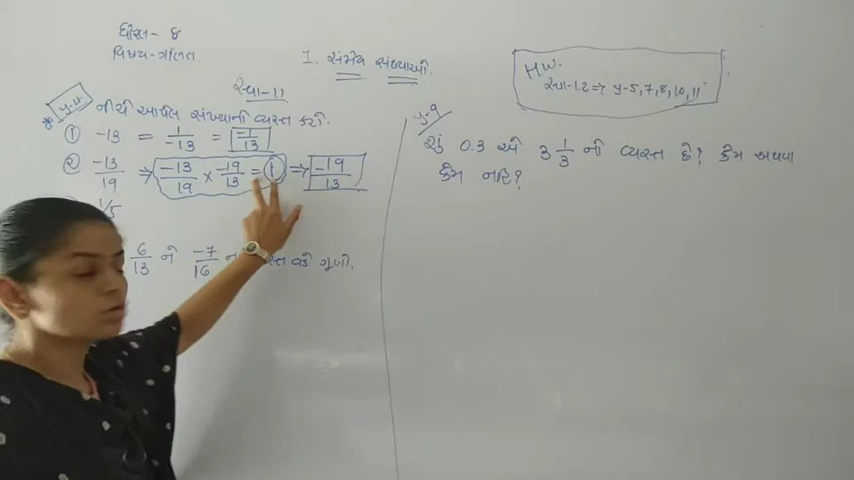 ધોરણ - 8
વિષય - ગણિત
1. સંમેય સંખ્યાઓ
સ્વા-1.1
પ્ર-4
* નીચે આપેલ સંખ્યાનો વ્યસ્ત કરો.
① -13 = 1/-13 = -1/13
② -13/19 ⇒ -13/19 × -19/13 = 1 ⇒ -19/13
1/5
6/13 ને -7/16 ના વ્યસ્ત વડે ગુણો.
H.W.
સ્વા-1.2 ⇒ પ્ર-5,7,8,10,11
પ્ર-9
શું 0.3 એ 3 1/3 નો વ્યસ્ત છે? કેમ અથવા
કેમ નહિ?